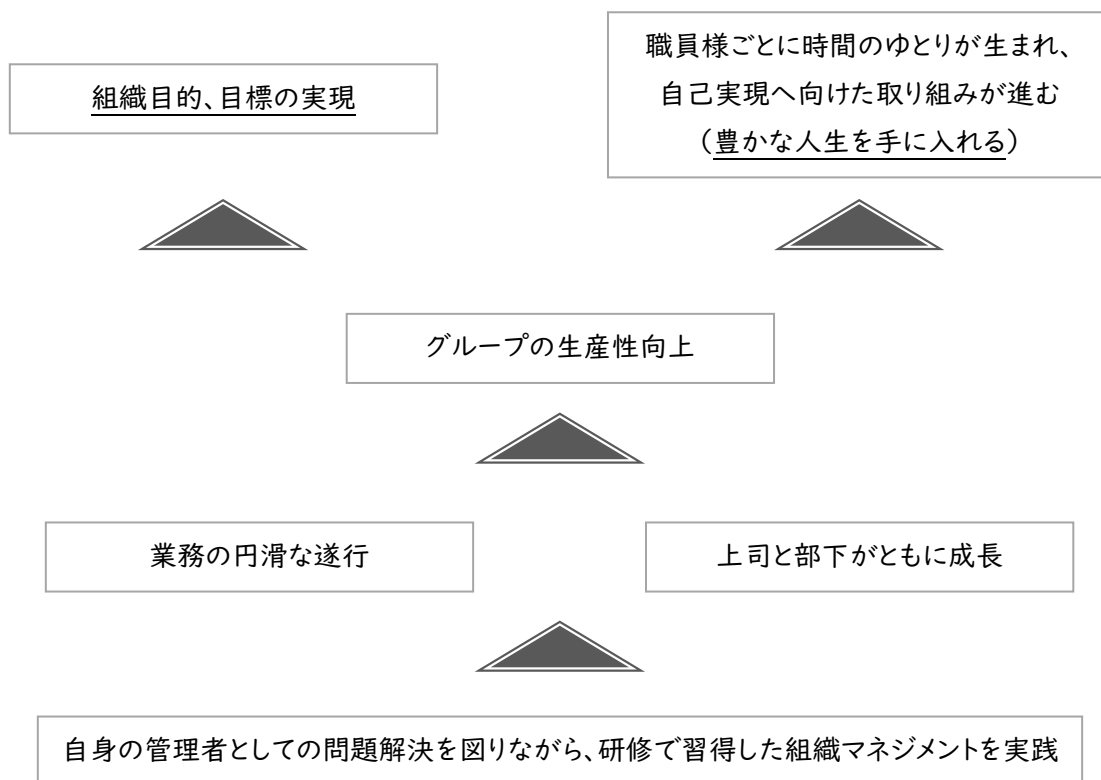 組織目的、目標の実現
職員様ごとに時間のゆとりが生まれ、
自己実現へ向けた取り組みが進む
（豊かな人生を手に入れる）
グループの生産性向上
業務の円滑な遂行
上司と部下がともに成長
自身の管理者としての問題解決を図りながら、研修で習得した組織マネジメントを実践